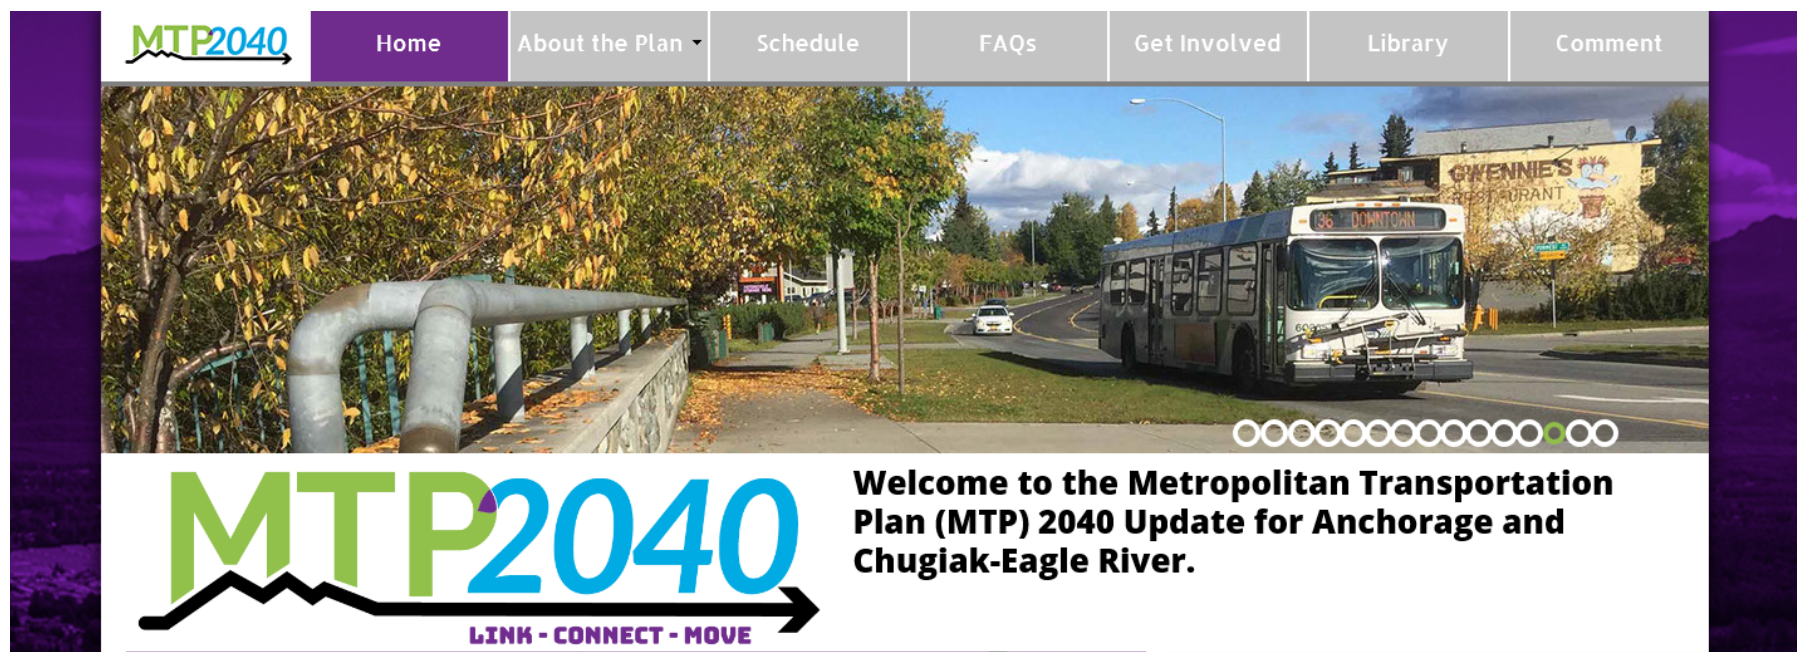 MTP2040
Home
About the Plan
Schedule
FAQs
Get Involved
Library
Comment
GWENNIE'S
RESTAURANT
136 DOWNTOWN
MTP2040
LINK - CONNECT - MOVE
Welcome to the Metropolitan Transportation
Plan (MTP) 2040 Update for Anchorage and
Chugiak-Eagle River.